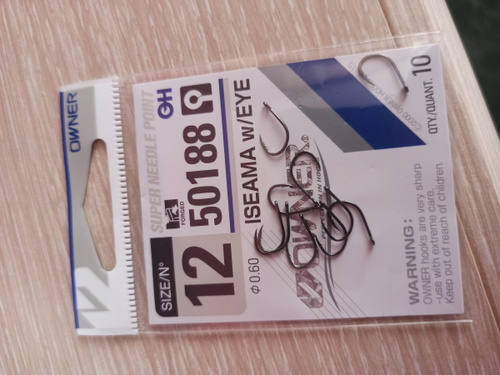 OWNER
SUPER NEEDLE POINT
GH
FORGED
50188
SIZE/N°
12
ISEAMA w/EYE
Φ 0.60
OWNER
QTY./QUANT. 10
WARNING:
OWNER hooks are very sharp
-use with extreme care.
Keep out of reach of children.